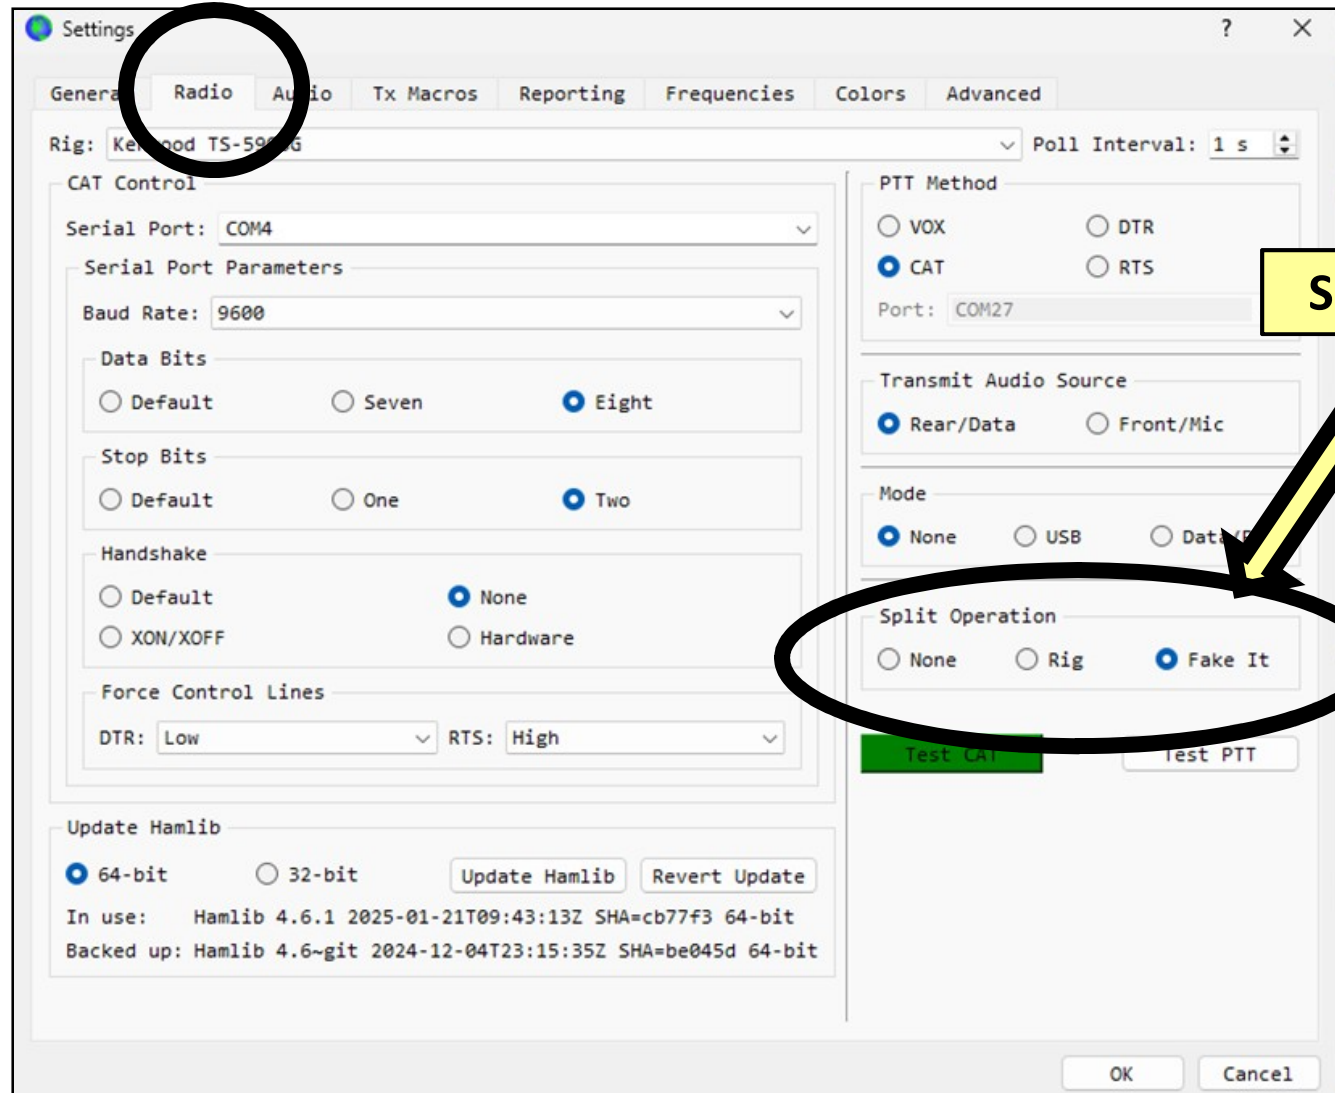 Settings ? ×
General Radio Audio Tx Macros Reporting Frequencies Colors Advanced
Rig: Kenwood TS-590SG Poll Interval: 1 s
CAT Control
Serial Port: COM4
Serial Port Parameters
Baud Rate: 9600
Data Bits
Default Seven Eight
Stop Bits
Default One Two
Handshake
Default None
XON/XOFF Hardware
Force Control Lines
DTR: Low RTS: High
Update Hamlib
64-bit 32-bit Update Hamlib Revert Update
In use: Hamlib 4.6.1 2025-01-21T09:43:13Z SHA=cb77f3 64-bit
Backed up: Hamlib 4.6~git 2024-12-04T23:15:35Z SHA=be045d 64-bit
PTT Method
VOX DTR
CAT RTS
Port: COM27
S
Transmit Audio Source
Rear/Data Front/Mic
Mode
None USB
Split Operation
None Rig Fake It
Test CAT Test PTT
OK Cancel